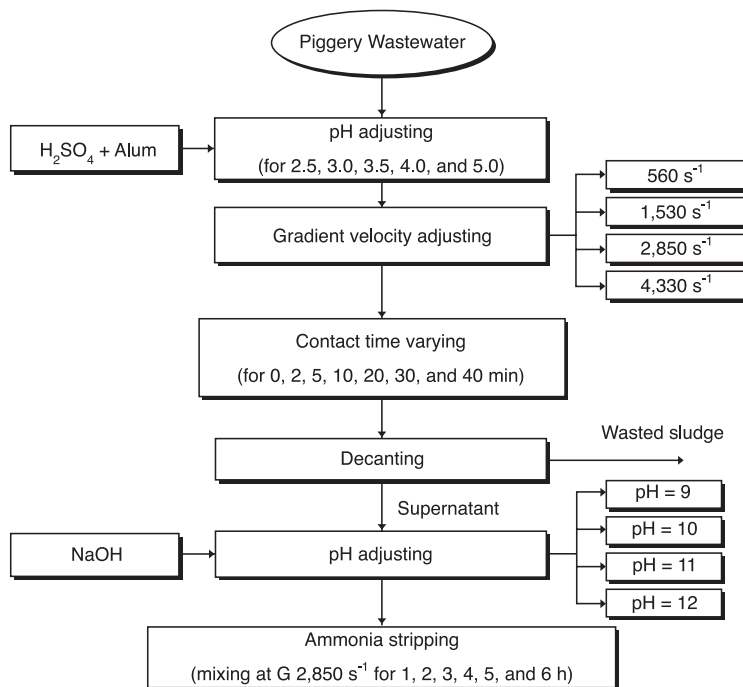 Piggery Wastewater
H₂SO₄ + Alum
pH adjusting
(for 2.5, 3.0, 3.5, 4.0, and 5.0)
Gradient velocity adjusting
560 s⁻¹
1,530 s⁻¹
2,850 s⁻¹
4,330 s⁻¹
Contact time varying
(for 0, 2, 5, 10, 20, 30, and 40 min)
Decanting
Wasted sludge
Supernatant
NaOH
pH adjusting
pH = 9
pH = 10
pH = 11
pH = 12
Ammonia stripping
(mixing at G 2,850 s⁻¹ for 1, 2, 3, 4, 5, and 6 h)